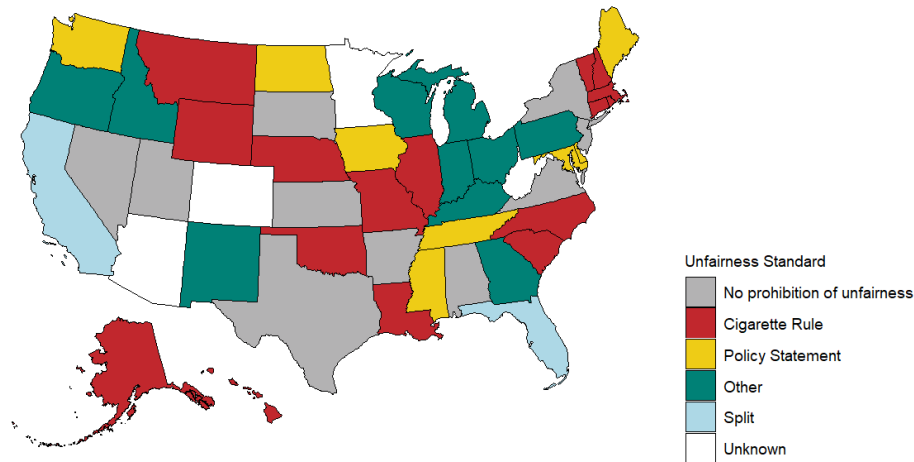 Unfairness Standard
No prohibition of unfairness
Cigarette Rule
Policy Statement
Other
Split
Unknown